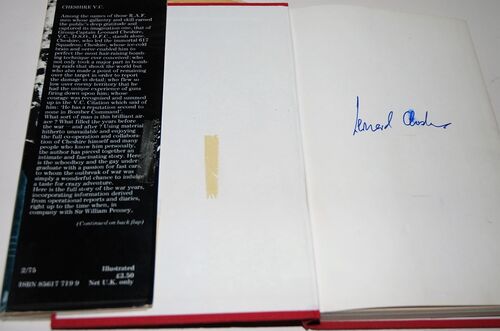 CHESHIRE V.C.
Among the names of those R.A.F.
men whose gallantry and skill earned
the public's deep gratitude and
captured its imagination, one, that of
Group-Captain Leonard Cheshire,
V.C., D.S.O., D.F.C., stands alone.
Cheshire, who led the immortal 617
Squadron; Cheshire, whose ice-cold
brain and nerve enabled him to
perfect the most hair-raising bomb-
ing technique ever conceived; who
not only took a major part in bomb-
ing raids that shook the world but
who also made a point of remaining
over the target in order to report
the damage in detail; who flew so
low over enemy territory that he
had the unique experience of guns
firing down upon him; whose
courage was recognised and summed
up in the V.C. Citation which said of
him: 'He has a reputation second to
none in Bomber Command'.
What sort of man is this brilliant air-
ace? What filled the years before
the war — and after? Using material
hitherto unavailable and enjoying
the full co-operation and collabora-
tion of Cheshire himself and many
people who know him personally,
the author has pieced together an
intimate and fascinating story. Here
is the schoolboy and the gay under-
graduate with a passion for fast cars
to whom the outbreak of war was
simply a wonderful chance to indulge
a taste for crazy adventure.
Here is the full story of the war years,
incorporating information derived
from operational reports and diaries,
right up to the time when, in
company with Sir William Penney,
(Continued on back flap)
2/75 Illustrated
£3.50
ISBN 85617 719 9 Net U.K. only
Leonard Cheshire